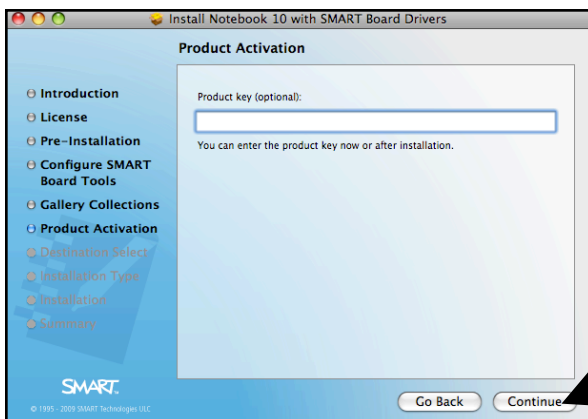 Install Notebook 10 with SMART Board Drivers
Product Activation
Introduction
License
Pre-Installation
Configure SMART
Board Tools
Gallery Collections
Product Activation
Destination Select
Installation Type
Installation
Summary
Product key (optional):
You can enter the product key now or after installation.
SMART
© 1995 - 2009 SMART Technologies ULC
Go Back
Continue